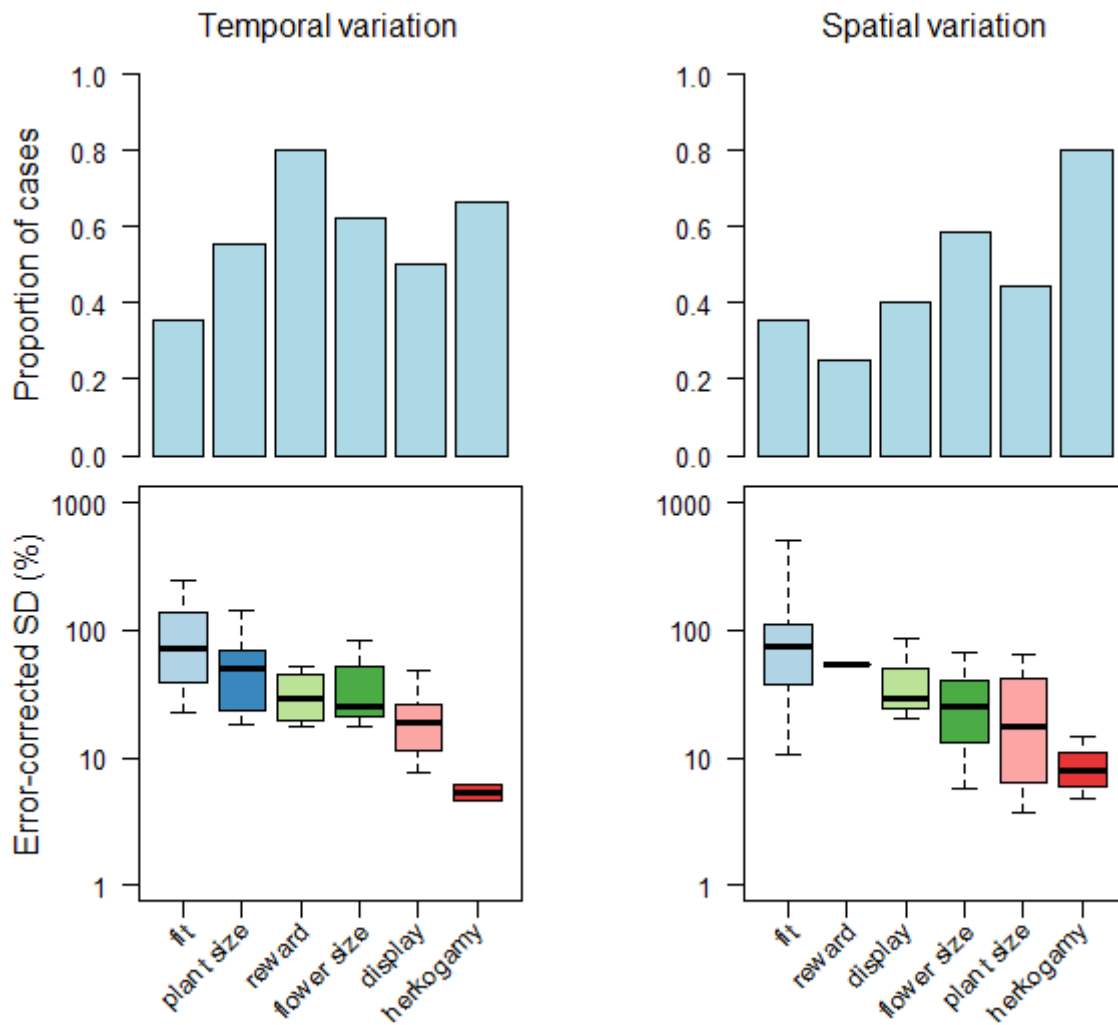 Temporal variation
Spatial variation
Proportion of cases
1.0
0.8
0.6
0.4
0.2
0.0
1.0
0.8
0.6
0.4
0.2
0.0
Error-corrected SD (%)
1000
100
10
1
1000
100
10
1
fit
plant size
reward
flower size
display
herkogamy
fit
reward
display
flower size
plant size
herkogamy